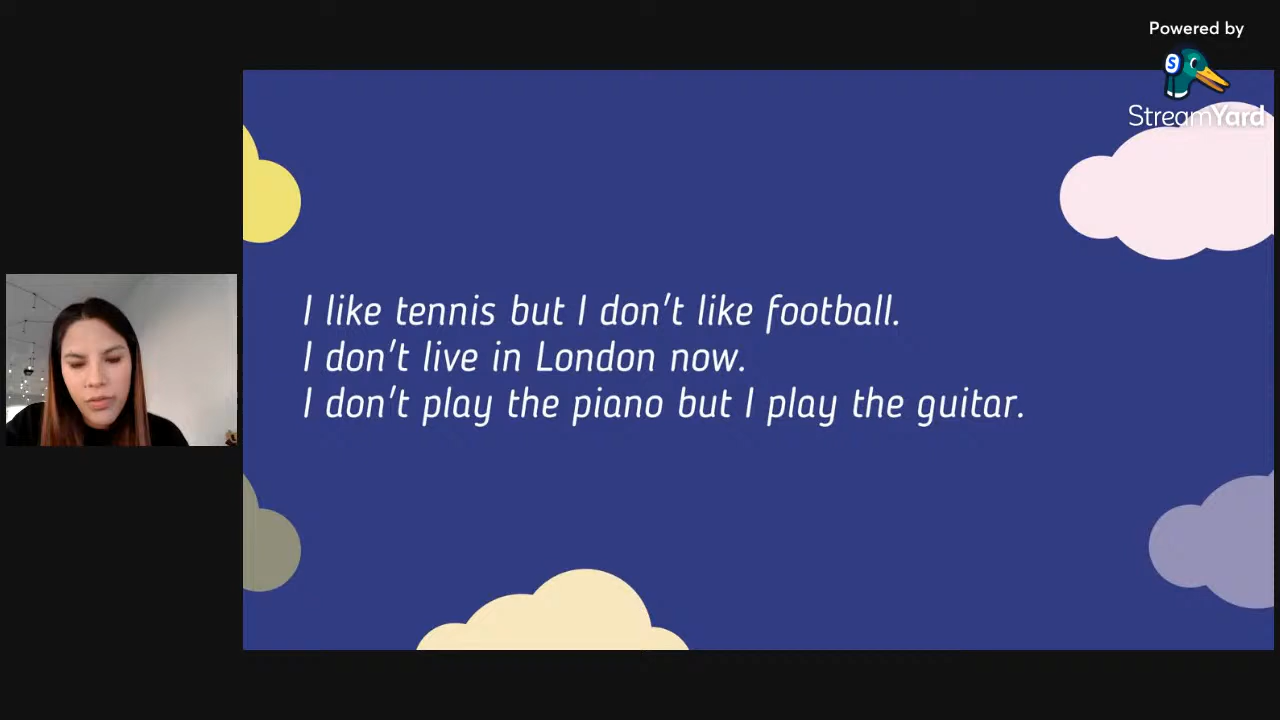 Powered by
StreamYard
I like tennis but I don't like football.
I don't live in London now.
I don't play the piano but I play the guitar.